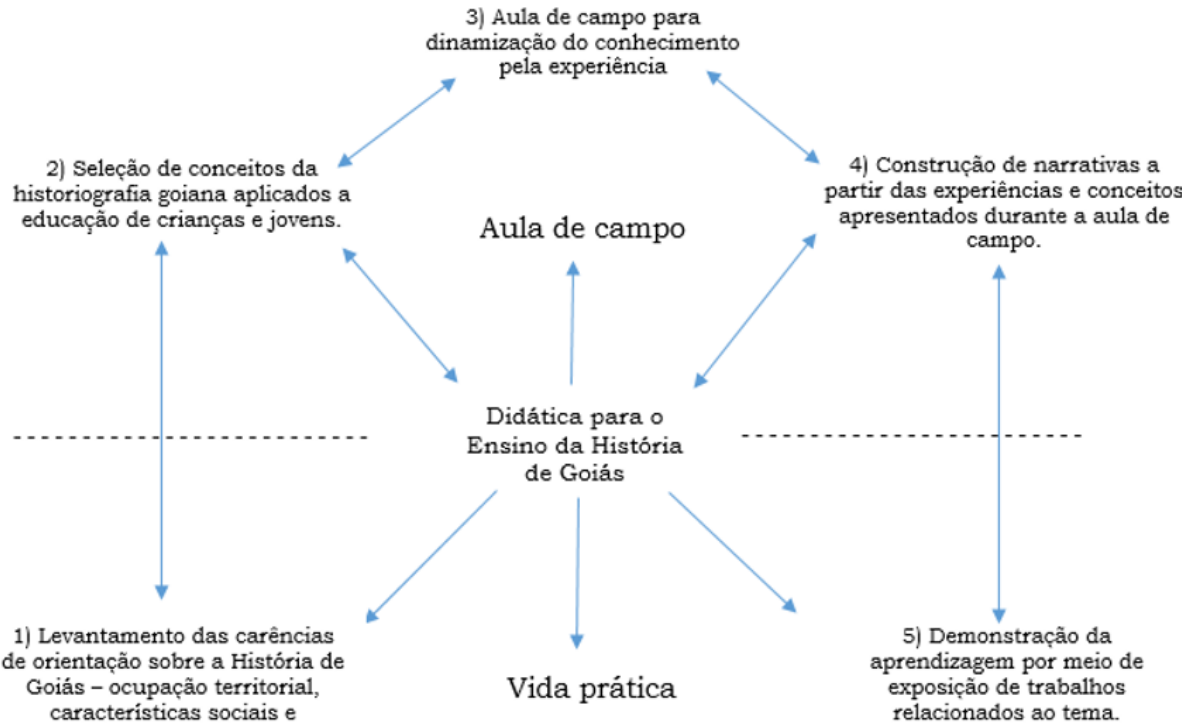 3) Aula de campo para
dinamização do conhecimento
pela experiência
2) Seleção de conceitos da
historiografia goiana aplicados a
educação de crianças e jovens.
4) Construção de narrativas a
partir das experiências e conceitos
apresentados durante a aula de
campo.
Aula de campo
Didática para o
Ensino da História
de Goiás
1) Levantamento das carências
de orientação sobre a História de
Goiás – ocupação territorial,
características sociais e
Vida prática
5) Demonstração da
aprendizagem por meio de
exposição de trabalhos
relacionados ao tema.